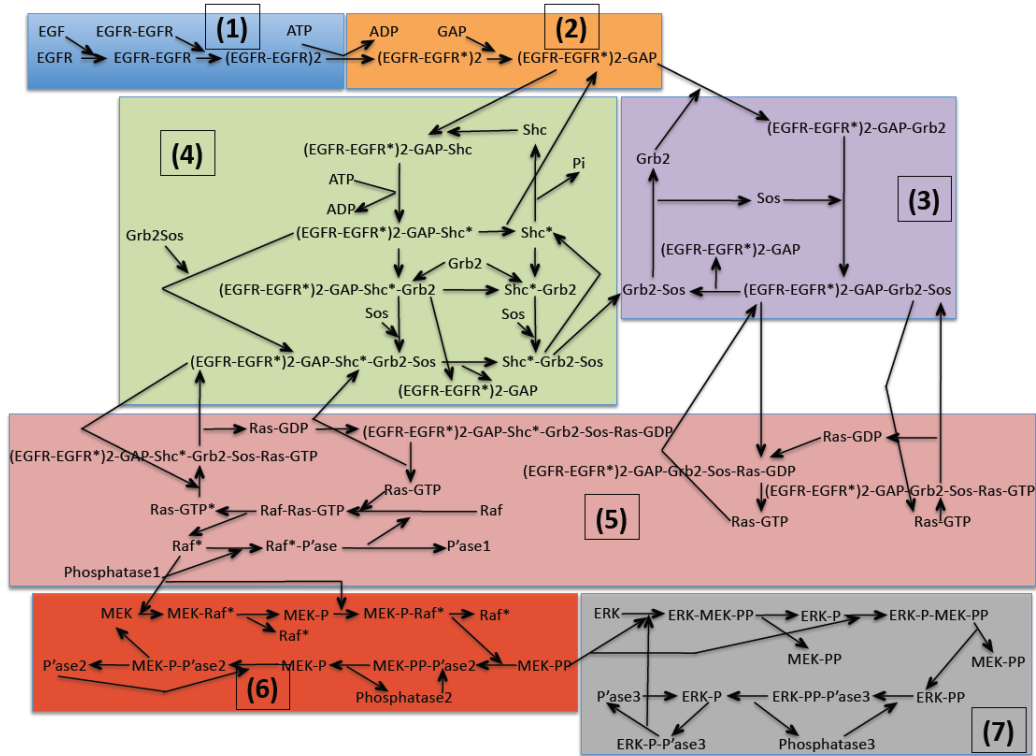 (1)
EGF
EGFR-EGFR
ATP
EGFR
EGFR-EGFR
(EGFR-EGFR)2
(2)
ADP
GAP
(EGFR-EGFR*)2
(EGFR-EGFR*)2-GAP
(4)
Shc
(EGFR-EGFR*)2-GAP-Shc
ATP
Pi
ADP
Grb2Sos
(EGFR-EGFR*)2-GAP-Shc*
Shc*
Grb2
(EGFR-EGFR*)2-GAP-Shc*-Grb2
Shc*-Grb2
Sos
Sos
(EGFR-EGFR*)2-GAP-Shc*-Grb2-Sos
Shc*-Grb2-Sos
(EGFR-EGFR*)2-GAP
(EGFR-EGFR*)2-GAP-Grb2
Grb2
Sos
(3)
(EGFR-EGFR*)2-GAP
Grb2-Sos
(EGFR-EGFR*)2-GAP-Grb2-Sos
Ras-GDP
(EGFR-EGFR*)2-GAP-Shc*-Grb2-Sos-Ras-GDP
(EGFR-EGFR*)2-GAP-Shc*-Grb2-Sos-Ras-GTP
Ras-GTP
Ras-GTP*
Raf-Ras-GTP
Raf
Raf*
Raf*-P'ase
P'ase1
Phosphatase1
Ras-GDP
(EGFR-EGFR*)2-GAP-Grb2-Sos-Ras-GDP
(EGFR-EGFR*)2-GAP-Grb2-Sos-Ras-GTP
(5)
Ras-GTP
Ras-GTP
MEK
MEK-Raf*
MEK-P
MEK-P-Raf*
Raf*
Raf*
P'ase2
MEK-P-P'ase2
MEK-P
MEK-PP-P'ase2
MEK-PP
(6)
Phosphatase2
ERK
ERK-MEK-PP
ERK-P
ERK-P-MEK-PP
MEK-PP
MEK-PP
P'ase3
ERK-P
ERK-PP-P'ase3
ERK-PP
ERK-P-P'ase3
Phosphatase3
(7)